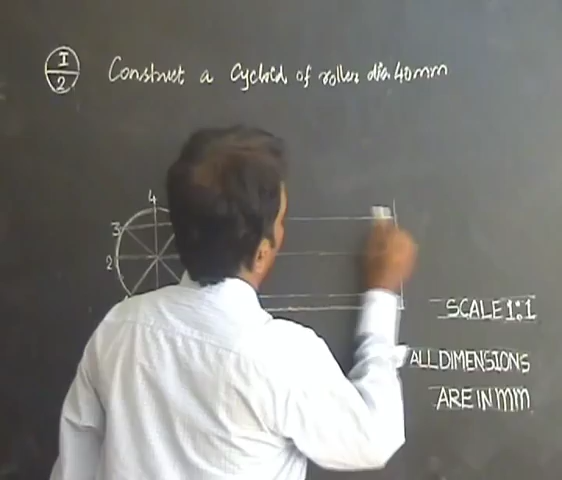 I
2
Construct a Cycloid of roller dia 40mm
4
3
2
SCALE 1:1
ALL DIMENSIONS
ARE IN mm